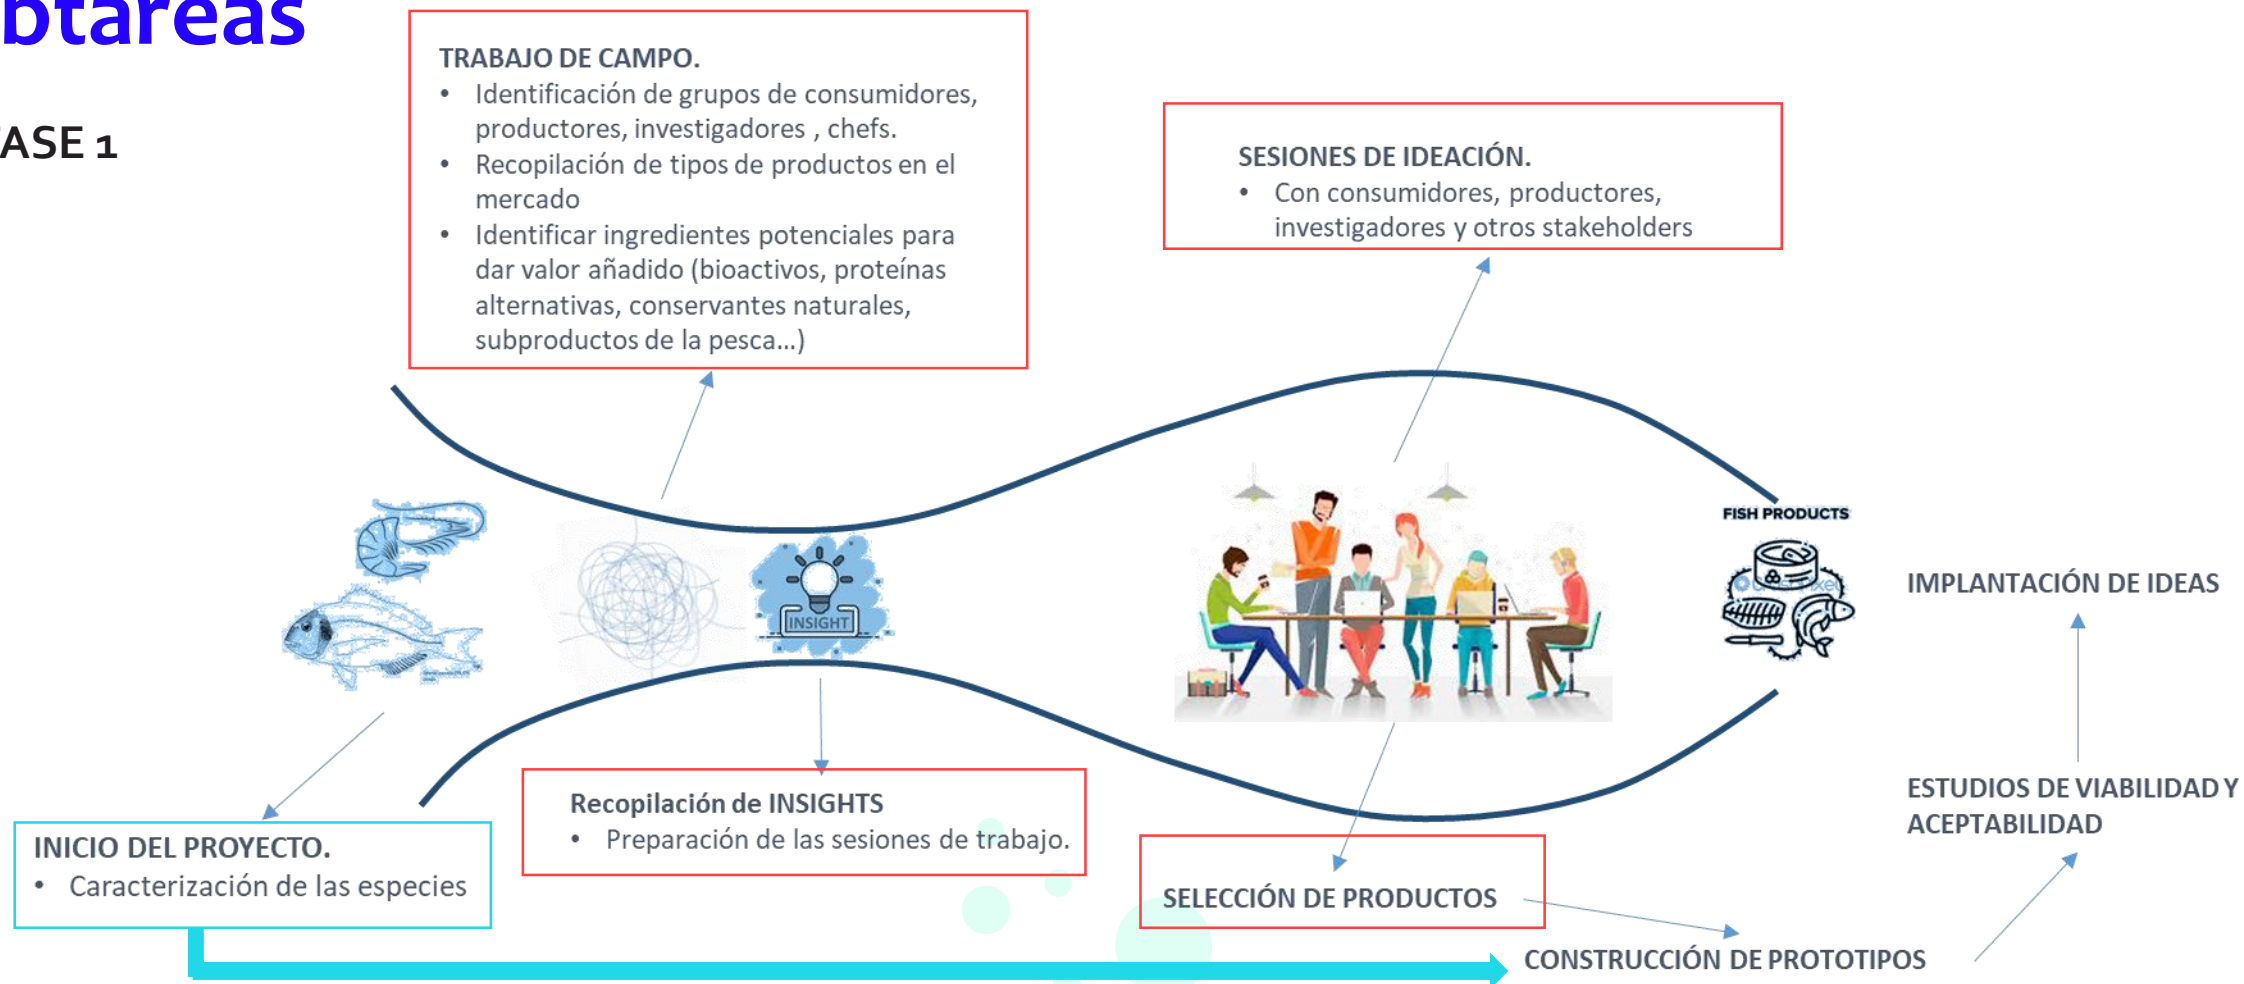 btareas
ASE 1
TRABAJO DE CAMPO.
• Identificación de grupos de consumidores,
productores, investigadores , chefs.
• Recopilación de tipos de productos en el
mercado
• Identificar ingredientes potenciales para
dar valor añadido (bioactivos, proteínas
alternativas, conservantes naturales,
subproductos de la pesca...)
SESIONES DE IDEACIÓN.
• Con consumidores, productores,
investigadores y otros stakeholders
INSIGHT
FISH PRODUCTS
IMPLANTACIÓN DE IDEAS
INICIO DEL PROYECTO.
• Caracterización de las especies
Recopilación de INSIGHTS
• Preparación de las sesiones de trabajo.
SELECCIÓN DE PRODUCTOS
CONSTRUCCIÓN DE PROTOTIPOS
ESTUDIOS DE VIABILIDAD Y
ACEPTABILIDAD